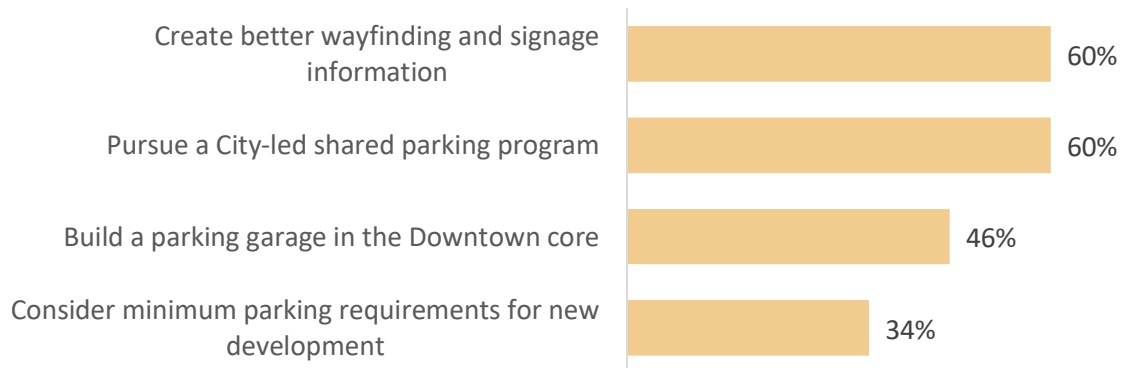 Create better wayfinding and signage
information
60%
Pursue a City-led shared parking program
60%
Build a parking garage in the Downtown core
46%
Consider minimum parking requirements for new
development
34%